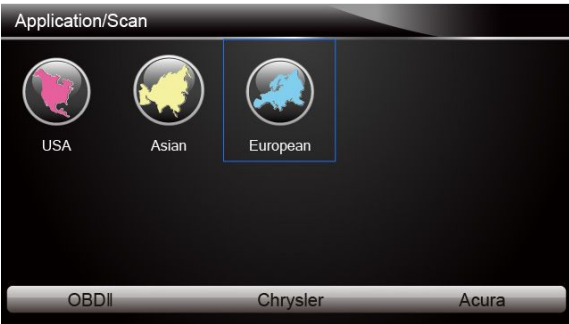 Application/Scan
USA Asian European
OBDⅡ Chrysler Acura